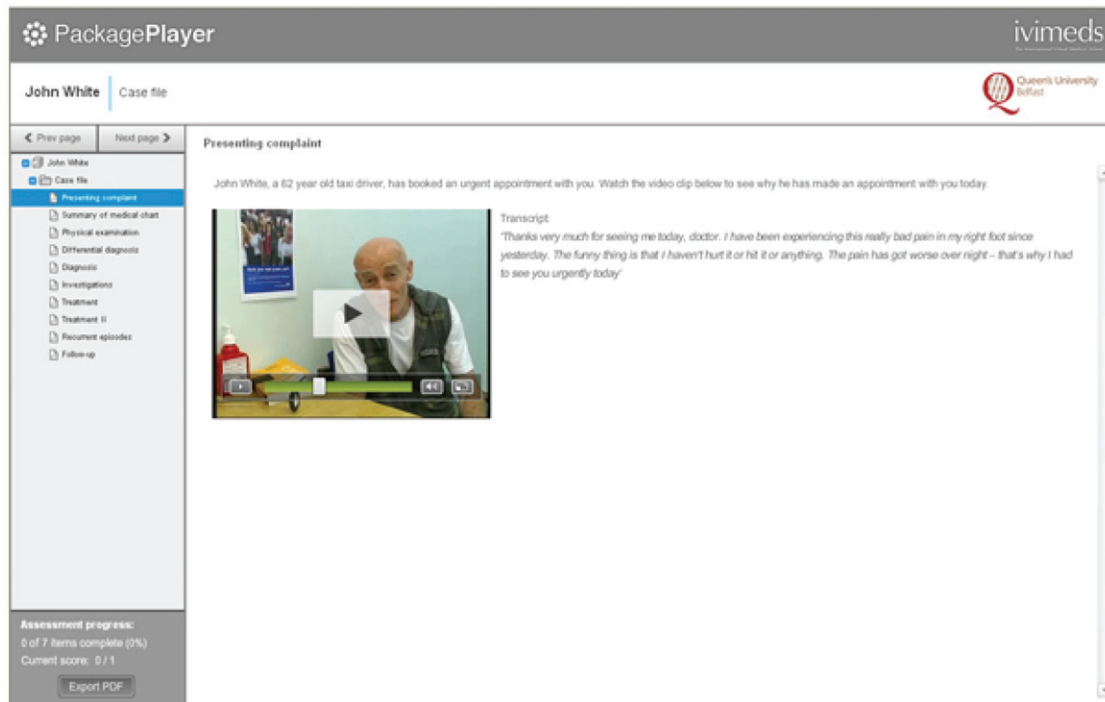 PackagePlayer
ivimeds
John White
Case file
Queen's University
Belfast
Prev page
Next page
Presenting complaint
John White
Case file
Presenting complaint
Summary of medical chart
Physical examination
Differential diagnosis
Diagnosis
Investigations
Treatment
Treatment II
Recurrent episodes
Follow-up
John White, a 62 year old taxi driver, has booked an urgent appointment with you. Watch the video clip below to see why he has made an appointment with you today.
Transcript:
'Thanks very much for seeing me today, doctor. I have been experiencing this really bad pain in my right foot since
yesterday. The funny thing is that I haven't hurt it or hit it or anything. The pain has got worse over night – that's why I had
to see you urgently today'
Assessment progress:
0 of 7 items complete (0%)
Current score: 0 / 1
Export PDF